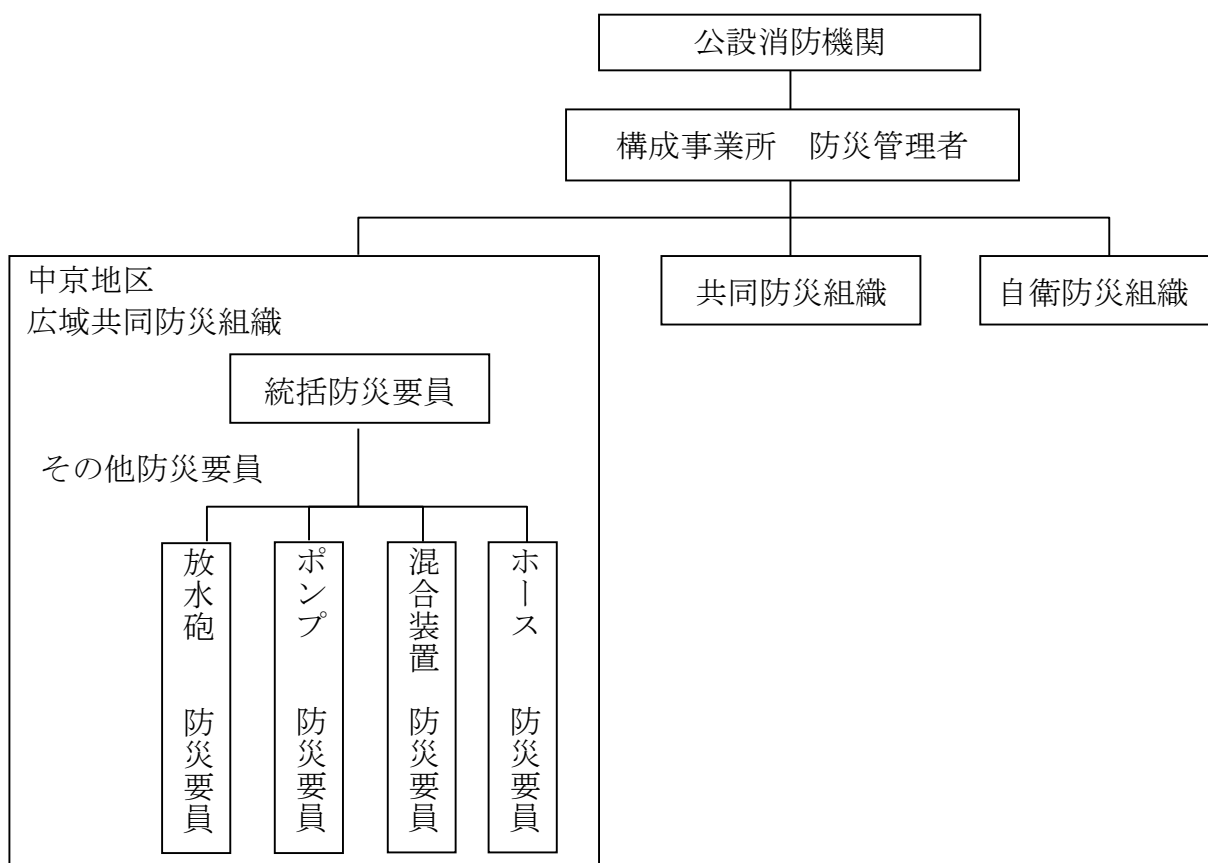 公設消防機関
構成事業所　防災管理者
中京地区
広域共同防災組織
共同防災組織
自衛防災組織
統括防災要員
その他防災要員
放水砲　防災要員
ポンプ　防災要員
混合装置　防災要員
ホース　防災要員